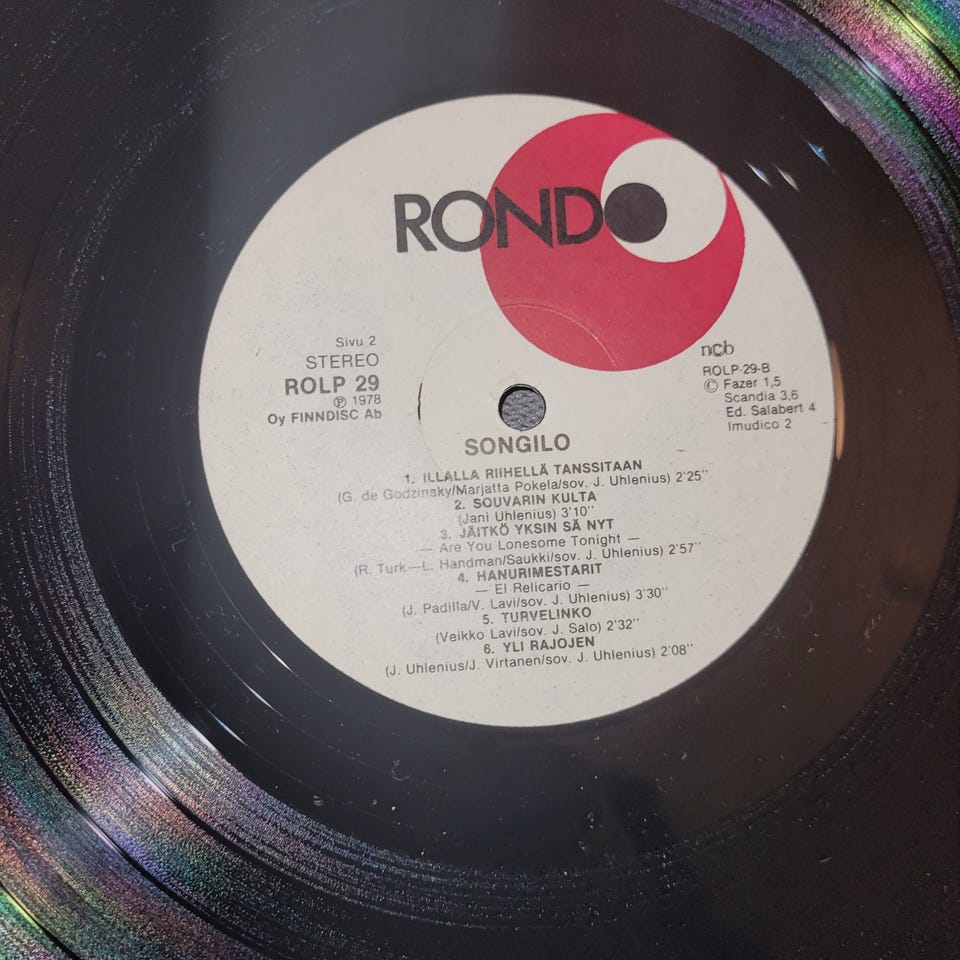 RONDO
Sivu 2
STEREO
ROLP 29
Ⓟ 1978
Oy FINNDISC Ab
ncb
ROLP-29-B
© Fazer 1,5
Scandia 3,6
Ed. Salabert 4
Imudico 2
SONGILO
1. ILLALLA RIIHELLÄ TANSSITAAN
(G. de Godzinsky/Marjatta Pokela/sov. J. Uhlenius) 2'25''
2. SOUVARIN KULTA
(Jani Uhlenius) 3'10''
3. JÄITKÖ YKSIN SÄ NYT
— Are You Lonesome Tonight —
(R. Turk—L. Handman/Saukki/sov. J. Uhlenius) 2'57''
4. HANURIMESTARIT
— El Relicario —
(J. Padilla/V. Lavi/sov. J. Uhlenius) 3'30''
5. TURVELINKO
(Veikko Lavi/sov. J. Salo) 2'32''
6. YLI RAJOJEN
(J. Uhlenius/J. Virtanen/sov. J. Uhlenius) 2'08''